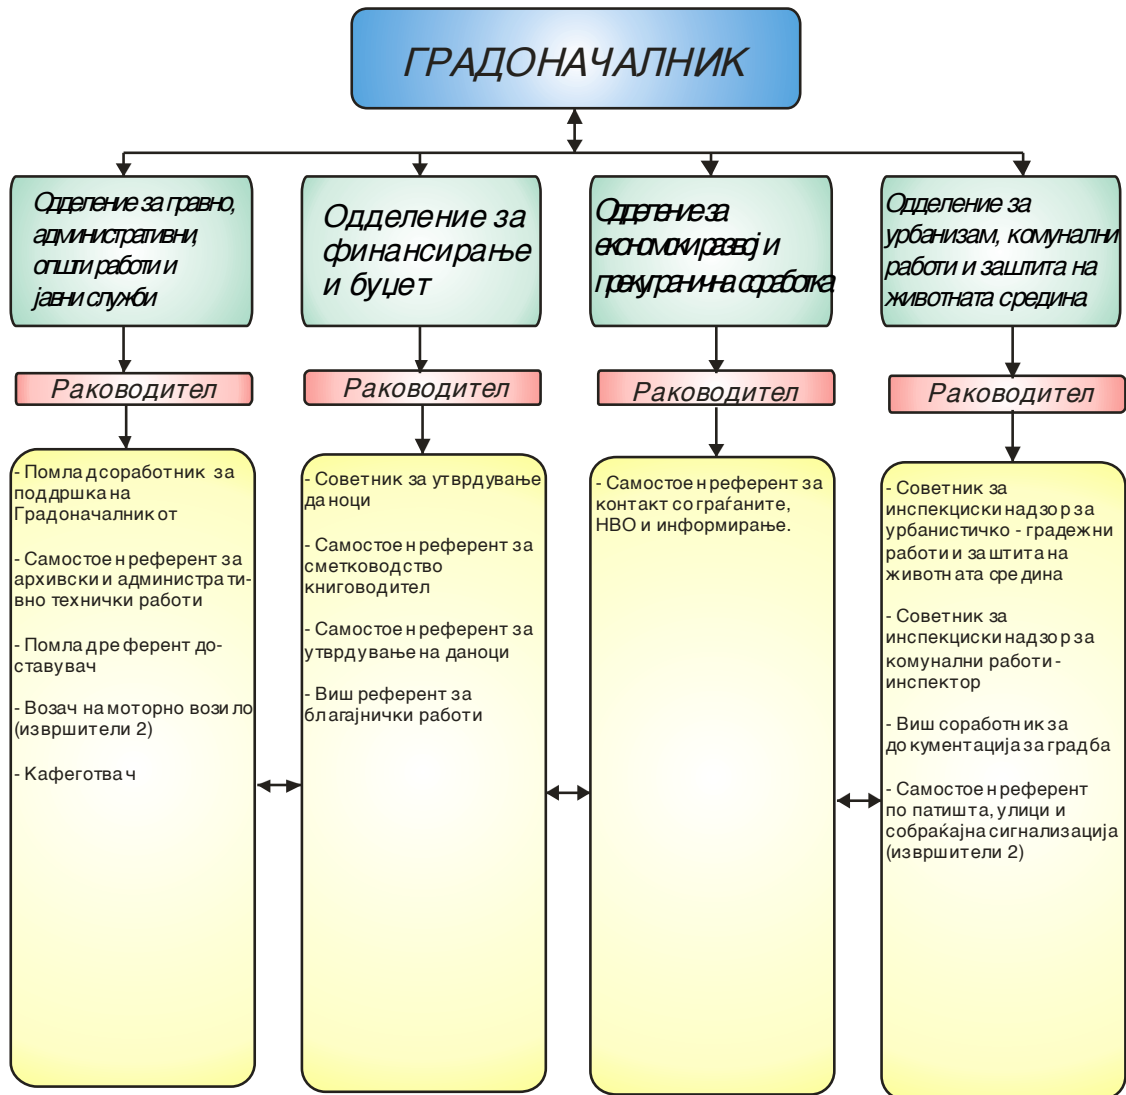 ГРАДОНАЧАЛНИК
Одделение за правно,
административни,
општи работи и
јавни служби
Раководител
- Помлад соработник за
поддршка на
Градоначалникот
- Самостоен референт за
архивски и административно
вно технички работи
- Помлад референт до-
ставувач
- Возач на моторно возило
(извршители 2)
- Кафеготвач
Одделение за
финансирање
и буџет
Раководител
- Советник за утврдување
даноци
- Самостоен референт за
сметководство
книговодител
- Самостоен референт за
утврдување на даноци
- Виш референт за
благајнички работи
Одделение за
економски развој и
прекугранична соработка
Раководител
- Самостоен референт за
контакт со граѓаните,
НВО и информирање.
Одделение за
урбанизам, комунални
работи и заштита на
животната средина
Раководител
- Советник за
инспекциски надзор за
урбанистичко - градежни
работи и заштита на
животната средина
- Советник за
инспекциски надзор за
комунални работи -
инспектор
- Виш соработник за
документација за градба
- Самостоен референт
по патишта, улици и
собраќајна сигнализација
(извршители 2)